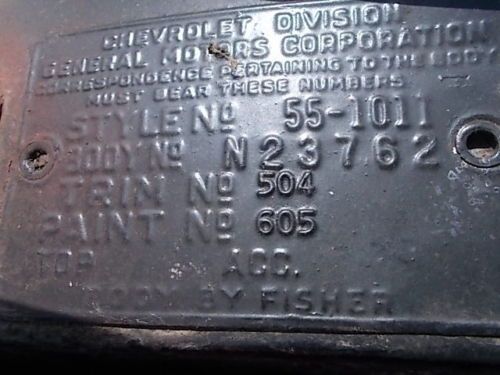 CHEVROLET DIVISION
GENERAL MOTORS CORPORATION
CORRESPONDENCE PERTAINING TO THE BODY
MUST BEAR THESE NUMBERS
STYLE No 55-1011
BODY No N23762
TRIM No 504
PAINT No 605
TOP ACC.
BODY BY FISHER